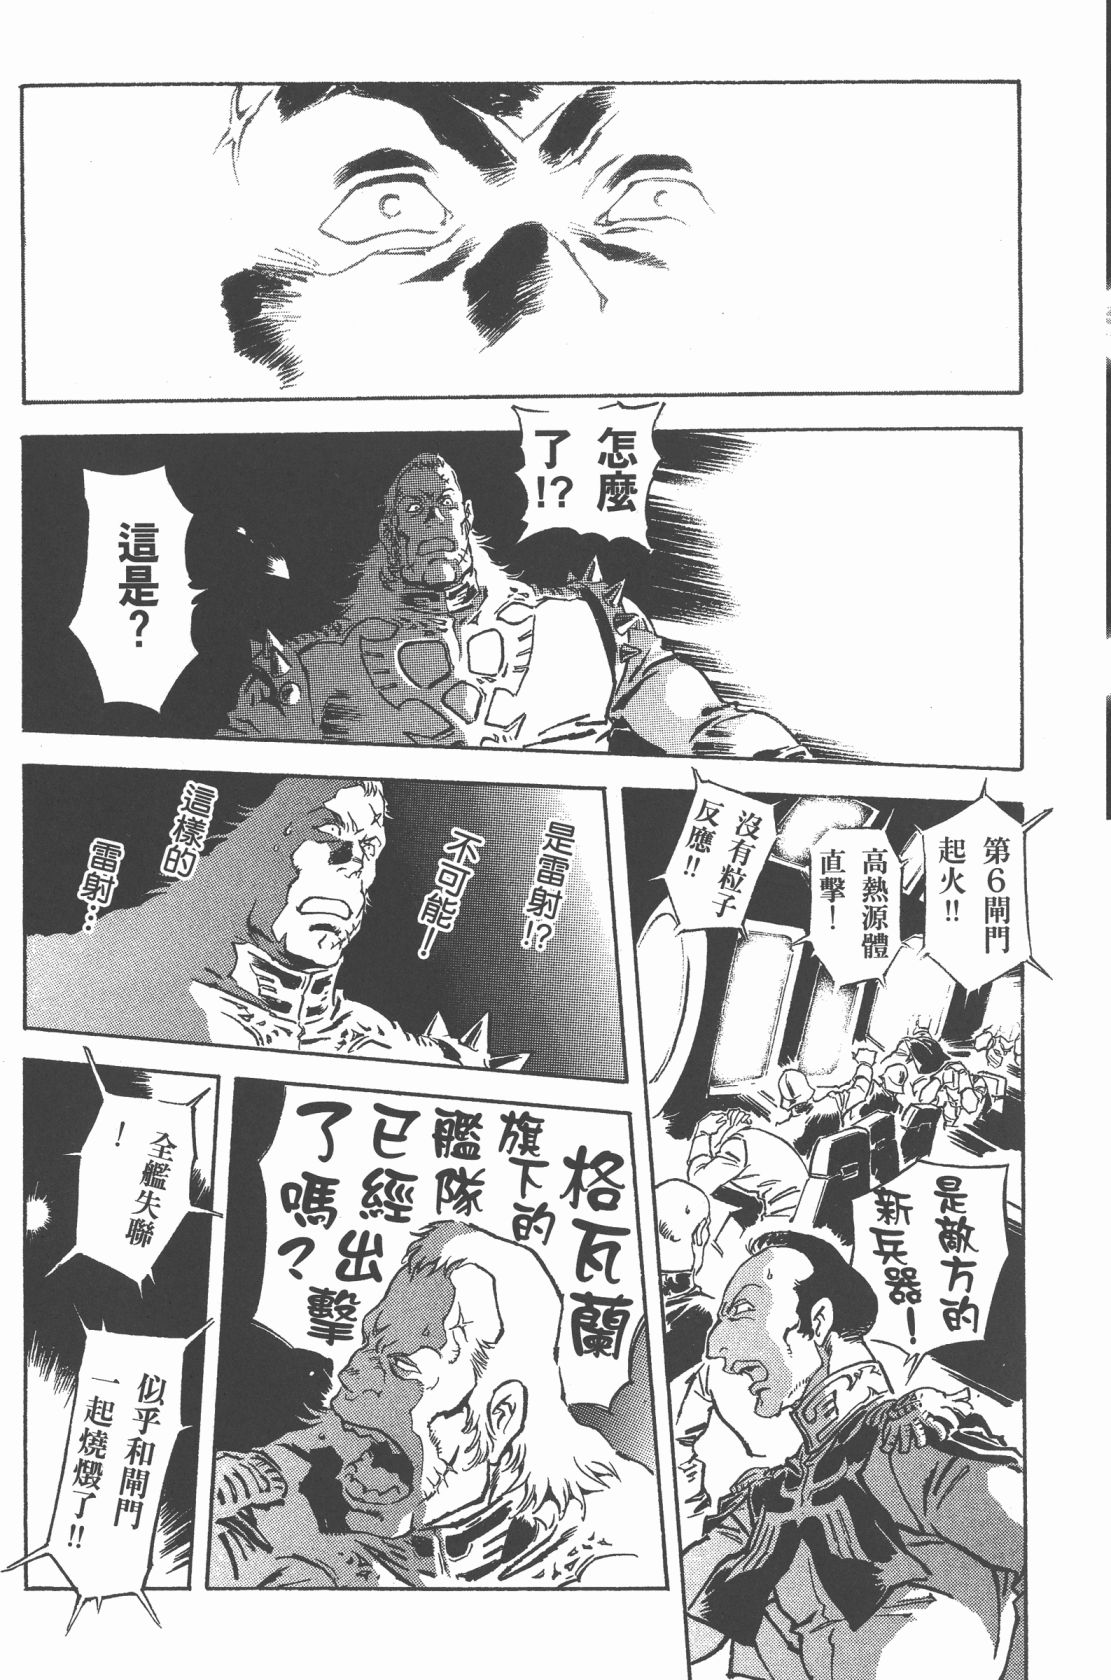 怎麼
了!?
這是?
第6閘門
起火!!
高熱源體
直擊!
沒有粒子
反應!!
是敵方的
新兵器!
是雷射!?
不可能!
這樣的
雷射…
格瓦蘭
旗下的
艦隊
已經出擊
了嗎?
全艦失聯
!
似乎和閘門
一起燒燬了!!